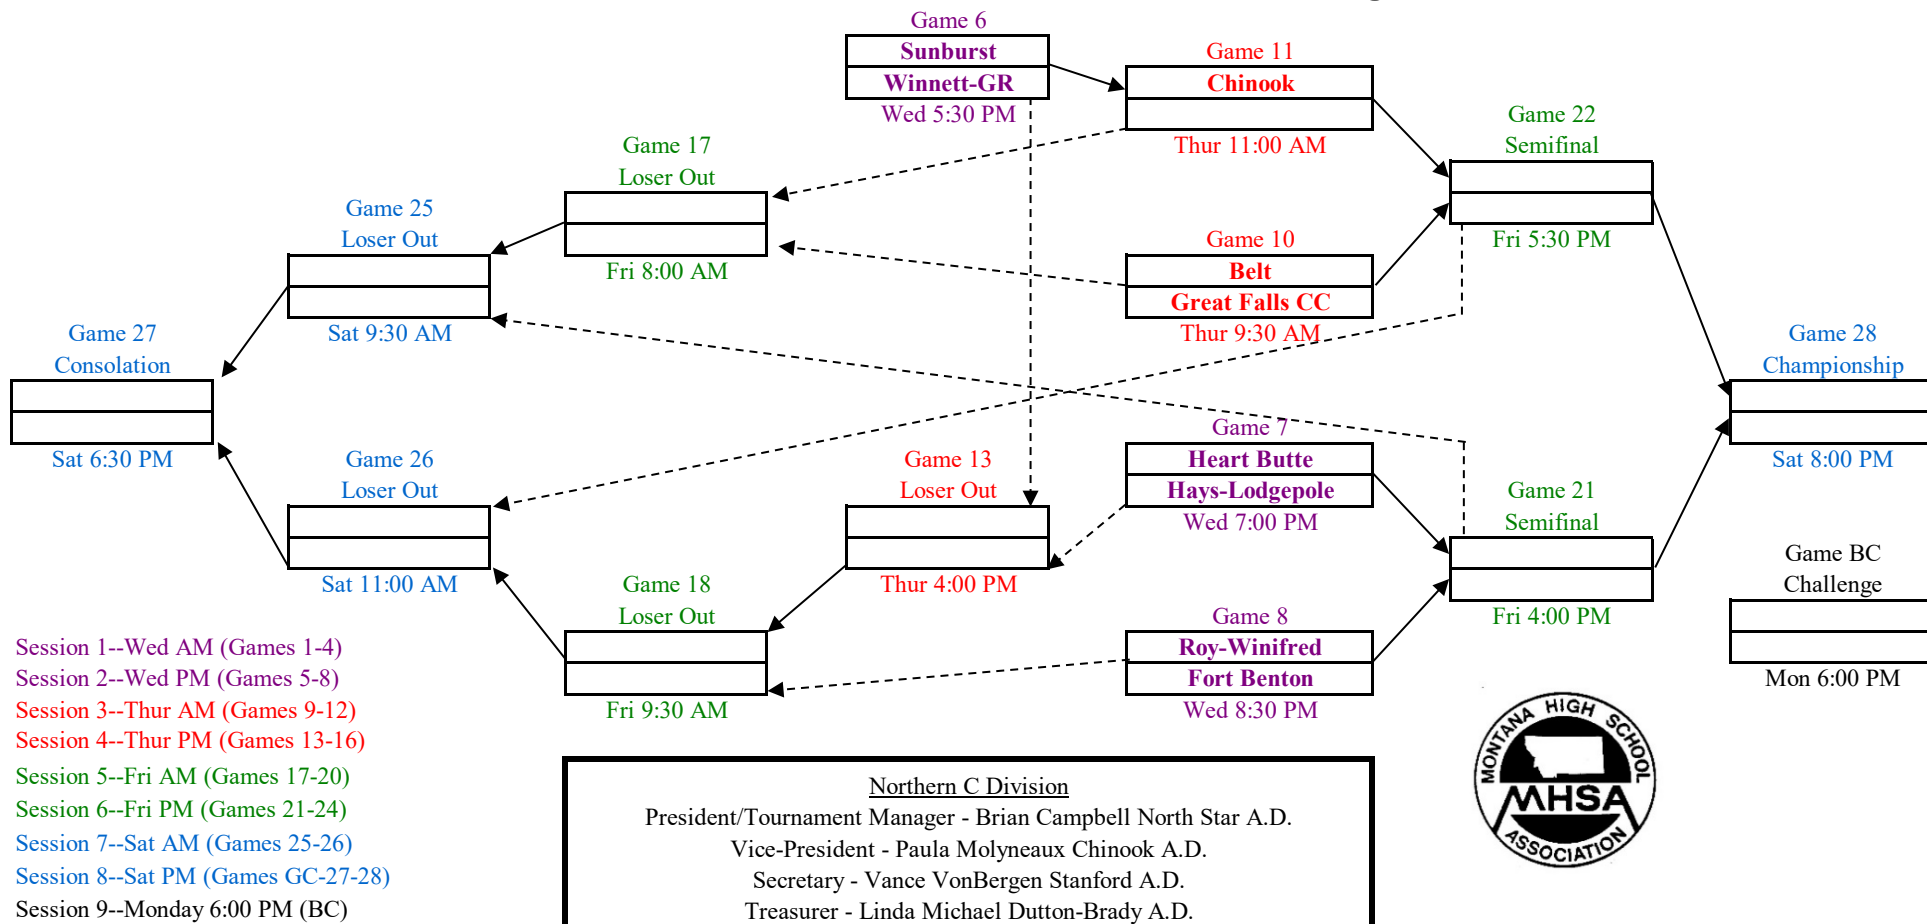 Game 6
Sunburst
Winnett-GR
Wed 5:30 PM
Game 11
Chinook
Thur 11:00 AM
Game 22
Semifinal
Fri 5:30 PM
Game 17
Loser Out
Fri 8:00 AM
Game 25
Loser Out
Sat 9:30 AM
Game 10
Belt
Great Falls CC
Thur 9:30 AM
Game 27
Consolation
Sat 6:30 PM
Game 28
Championship
Sat 8:00 PM
Game 26
Loser Out
Sat 11:00 AM
Game 13
Loser Out
Thur 4:00 PM
Game 7
Heart Butte
Hays-Lodgepole
Wed 7:00 PM
Game 21
Semifinal
Fri 4:00 PM
Game BC
Challenge
Mon 6:00 PM
Game 18
Loser Out
Fri 9:30 AM
Game 8
Roy-Winifred
Fort Benton
Wed 8:30 PM
Session 1--Wed AM (Games 1-4)
Session 2--Wed PM (Games 5-8)
Session 3--Thur AM (Games 9-12)
Session 4--Thur PM (Games 13-16)
Session 5--Fri AM (Games 17-20)
Session 6--Fri PM (Games 21-24)
Session 7--Sat AM (Games 25-26)
Session 8--Sat PM (Games GC-27-28)
Session 9--Monday 6:00 PM (BC)
Northern C Division
President/Tournament Manager - Brian Campbell North Star A.D.
Vice-President - Paula Molyneaux Chinook A.D.
Secretary - Vance VonBergen Stanford A.D.
Treasurer - Linda Michael Dutton-Brady A.D.
MONTANA HIGH SCHOOL
MHSA
ASSOCIATION